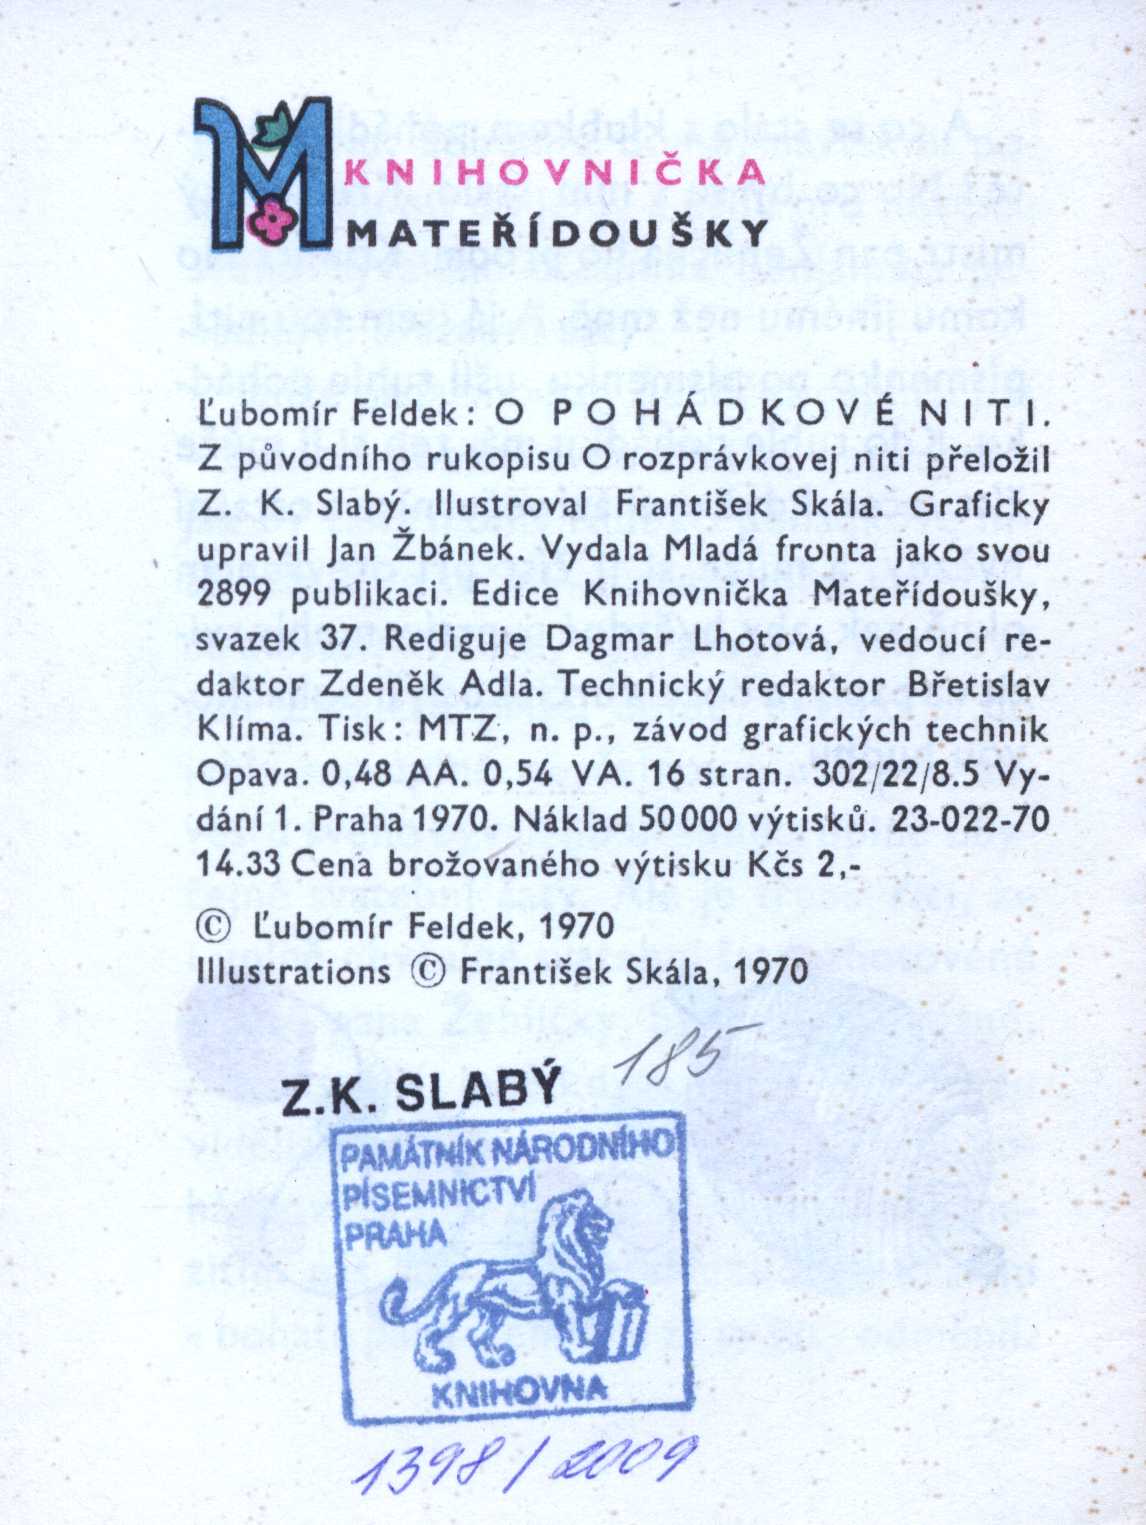 KNIHOVNIČKA
MATEŘÍDOUŠKY
Ľubomír Feldek: O POHÁDKOVÉ NITI.
Z původního rukopisu O rozprávkovej niti přeložil
Z. K. Slabý. Ilustroval František Skála. Graficky
upravil Jan Žbánek. Vydala Mladá fronta jako svou
2899 publikaci. Edice Knihovnička Mateřídoušky,
svazek 37. Rediguje Dagmar Lhotová, vedoucí re-
daktor Zdeněk Adla. Technický redaktor Břetislav
Klíma. Tisk: MTZ, n. p., závod grafických technik
Opava. 0,48 AA. 0,54 VA. 16 stran. 302/22/8.5 Vy-
dání 1. Praha 1970. Náklad 50000 výtisků. 23-022-70
14.33 Cena brožovaného výtisku Kčs 2,-
© Ľubomír Feldek, 1970
Illustrations © František Skála, 1970
185
Z.K. SLABÝ
PAMÁTNÍK NÁRODNÍHO
PÍSEMNICTVÍ
PRAHA
KNIHOVNA
1398/2009